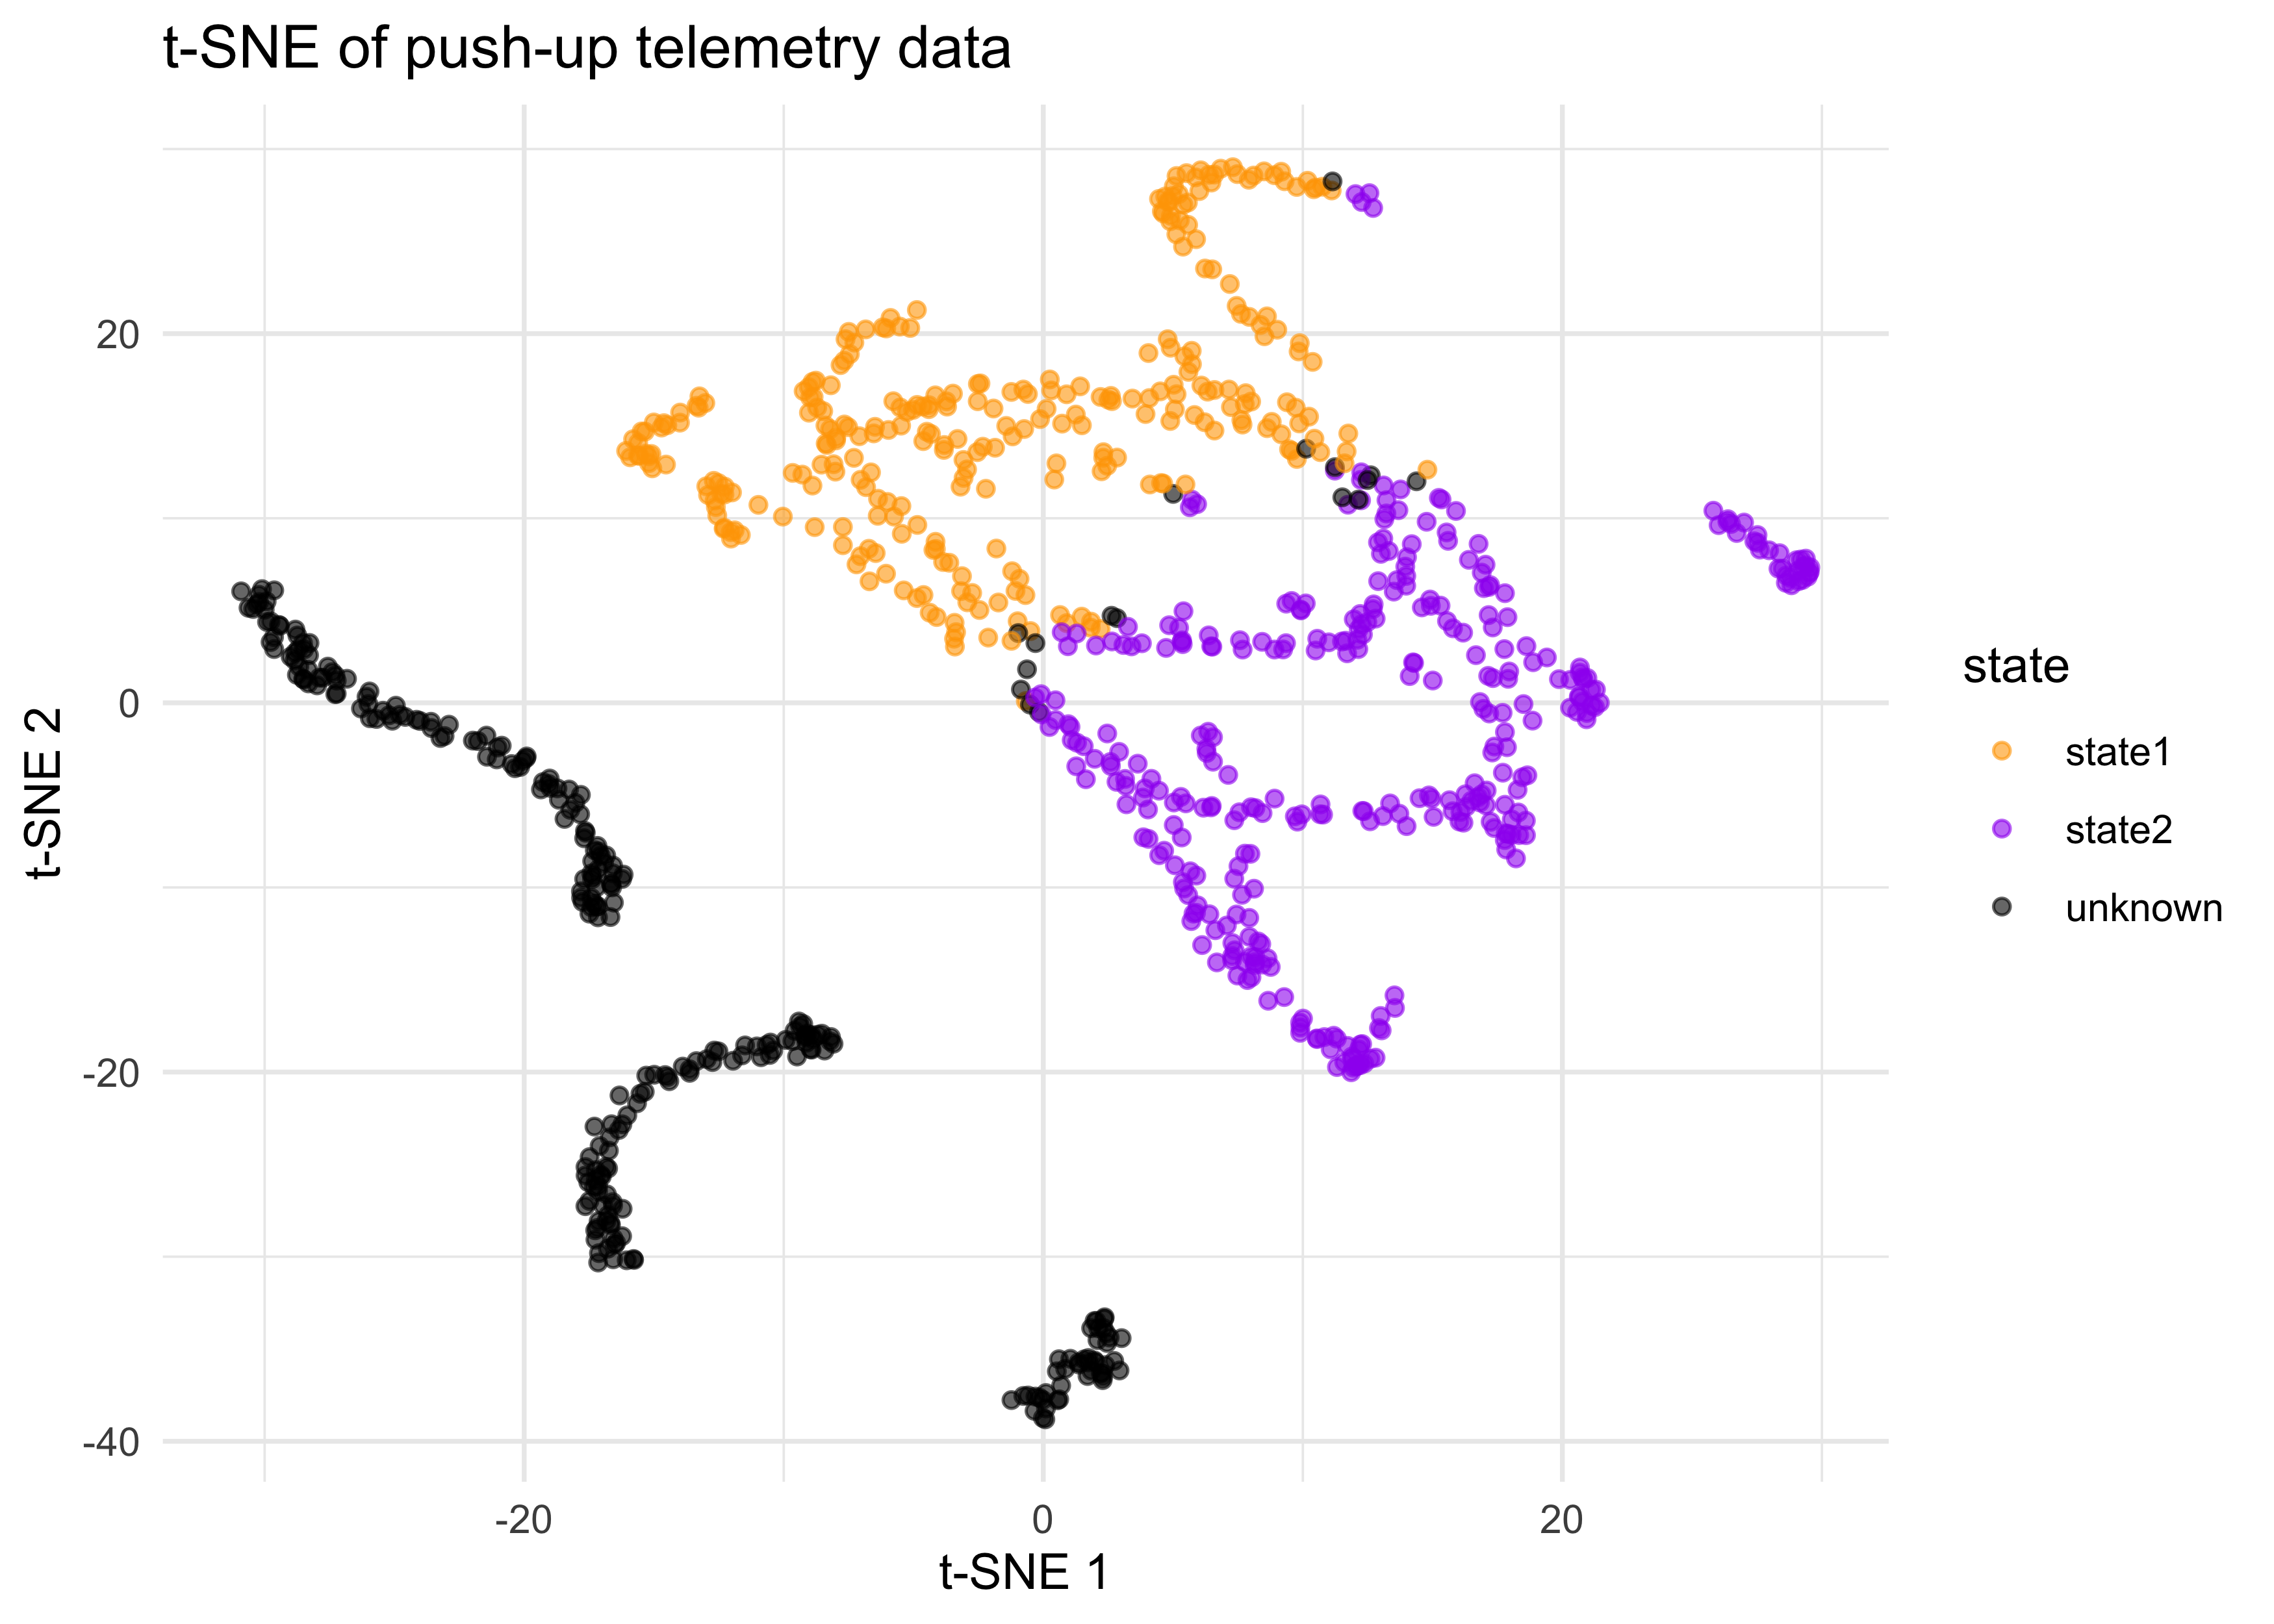 t-SNE of push-up telemetry data
t-SNE 2
20
0
-20
-40
-20
0
20
t-SNE 1
state
state1
state2
unknown